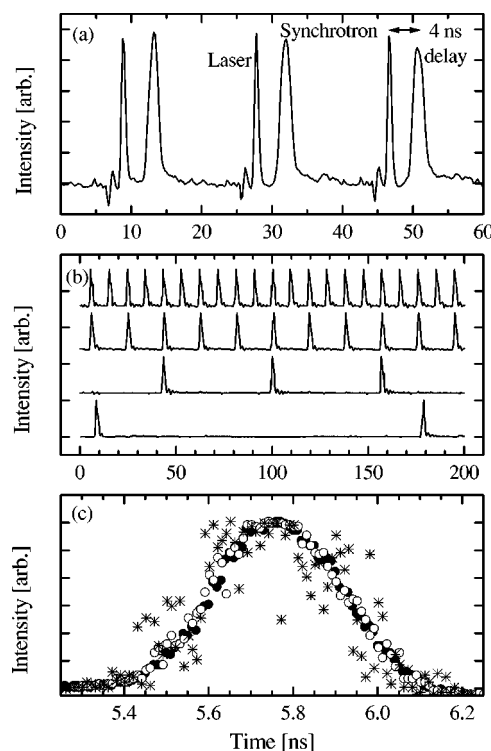 (a)
Synchrotron
4 ns
delay
Laser
Intensity [arb.]
0 10 20 30 40 50 60
(b)
Intensity [arb.]
0 50 100 150 200
(c)
Intensity [arb.]
5.4 5.6 5.8 6.0 6.2
Time [ns]